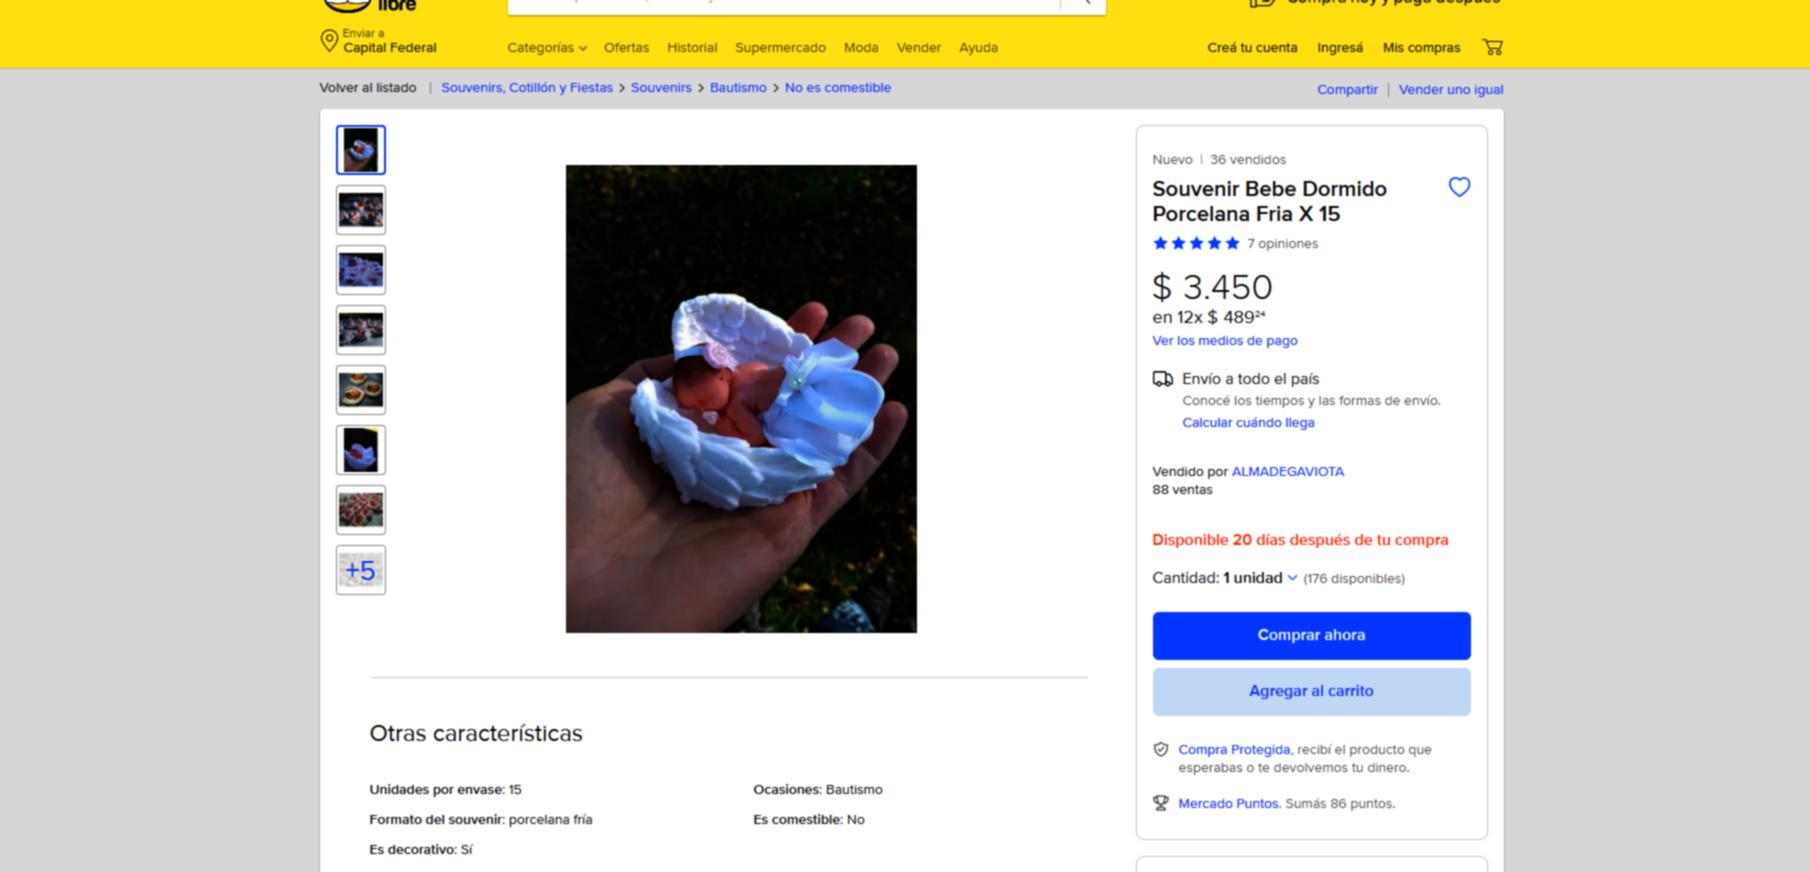 libre
Compra hoy y paga después
Enviar a
Capital Federal
Categorías
Ofertas
Historial
Supermercado
Moda
Vender
Ayuda
Creá tu cuenta
Ingresá
Mis compras
Volver al listado | Souvenirs, Cotillón y Fiestas > Souvenirs > Bautismo > No es comestible
Compartir | Vender uno igual
+5
Nuevo | 36 vendidos
Souvenir Bebe Dormido
Porcelana Fria X 15
7 opiniones
$ 3.450
en 12x $ 489²⁴
Ver los medios de pago
Envío a todo el país
Conocé los tiempos y las formas de envío.
Calcular cuándo llega
Vendido por ALMADEGAVIOTA
88 ventas
Disponible 20 días después de tu compra
Cantidad: 1 unidad (176 disponibles)
Comprar ahora
Agregar al carrito
Compra Protegida, recibí el producto que
esperabas o te devolvemos tu dinero.
Mercado Puntos. Sumás 86 puntos.
Otras características
Unidades por envase: 15
Ocasiones: Bautismo
Formato del souvenir: porcelana fría
Es comestible: No
Es decorativo: Sí